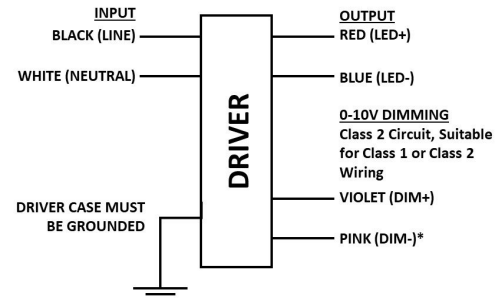 INPUT
BLACK (LINE)
WHITE (NEUTRAL)
DRIVER CASE MUST
BE GROUNDED
DRIVER
OUTPUT
RED (LED+)
BLUE (LED-)
0-10V DIMMING
Class 2 Circuit, Suitable
for Class 1 or Class 2
Wiring
VIOLET (DIM+)
PINK (DIM-)*